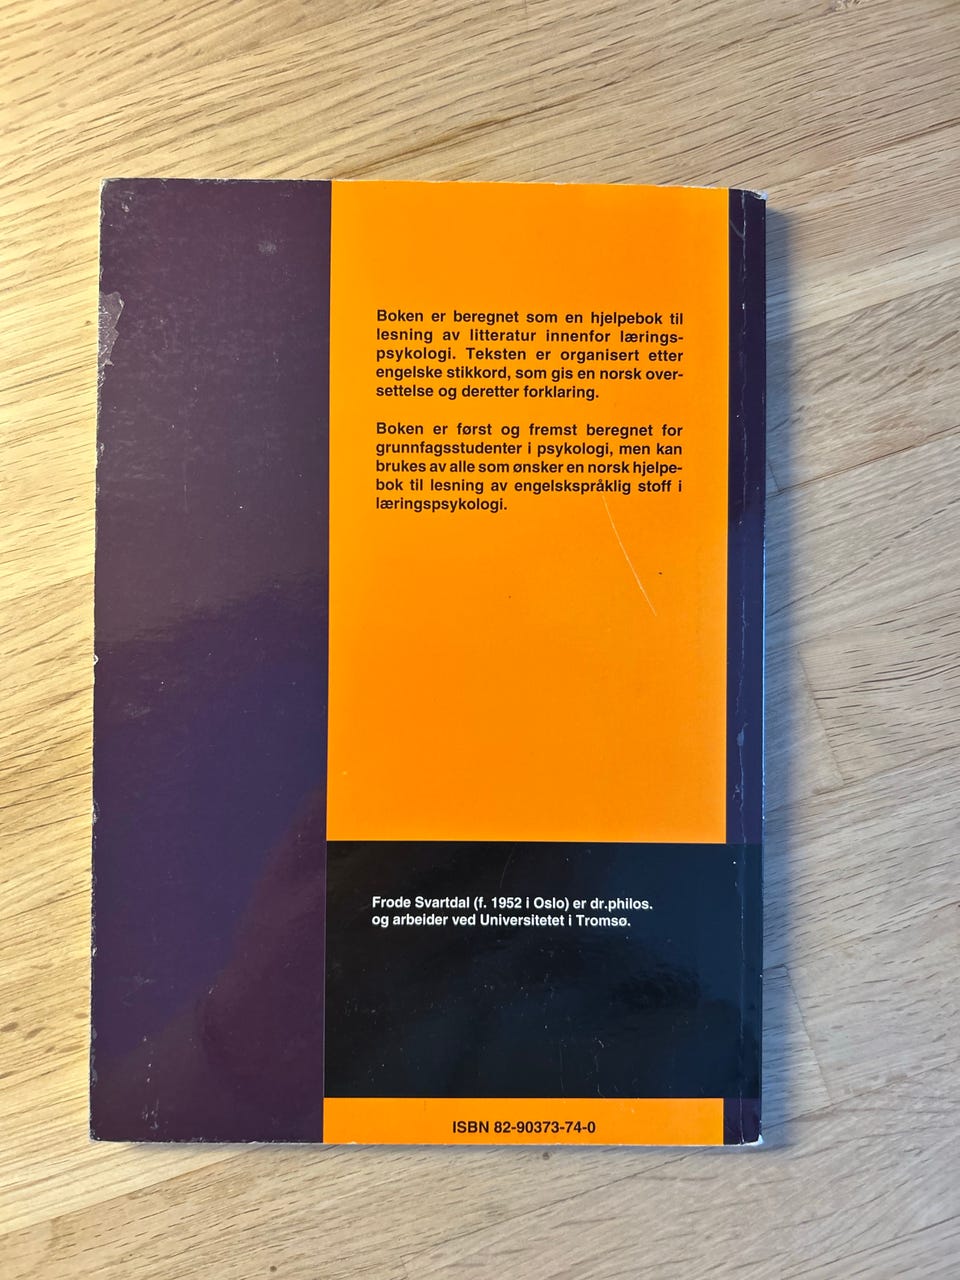 Boken er beregnet som en hjelpebok til
lesning av litteratur innenfor lærings-
psykologi. Teksten er organisert etter
engelske stikkord, som gis en norsk over-
settelse og deretter forklaring.
Boken er først og fremst beregnet for
grunnfagsstudenter i psykologi, men kan
brukes av alle som ønsker en norsk hjelpe-
bok til lesning av engelskspråklig stoff i
læringspsykologi.
Frode Svartdal (f. 1952 i Oslo) er dr.philos.
og arbeider ved Universitetet i Tromsø.
ISBN 82-90373-74-0